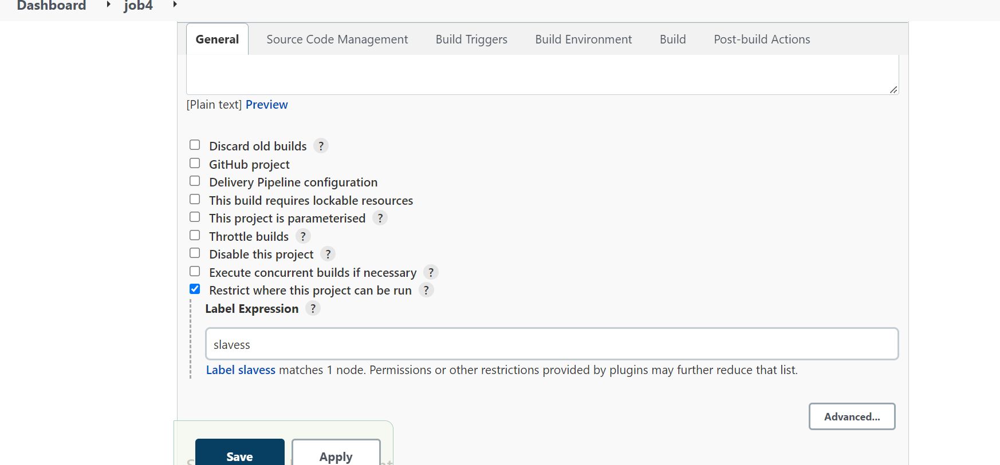 Dashboard job4
General Source Code Management Build Triggers Build Environment Build Post-build Actions
[Plain text] Preview
Discard old builds ?
GitHub project
Delivery Pipeline configuration
This build requires lockable resources
This project is parameterised ?
Throttle builds ?
Disable this project ?
Execute concurrent builds if necessary ?
Restrict where this project can be run ?
Label Expression ?
slavess
Label slavess matches 1 node. Permissions or other restrictions provided by plugins may further reduce that list.
Advanced...
Save Apply